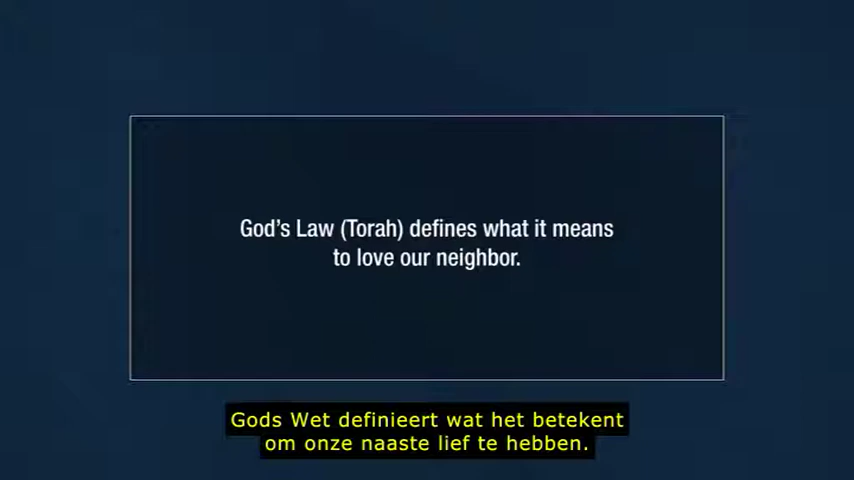 God's Law (Torah) defines what it means
to love our neighbor.
Gods Wet definieert wat het betekent
om onze naaste lief te hebben.